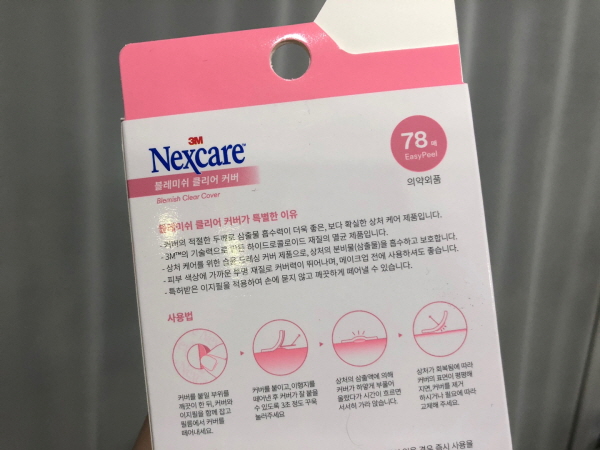 3M
Nexcare™
블레미쉬 클리어 커버
Blemish Clear Cover
78 매
EasyPeel
의약외품
블레미쉬 클리어 커버가 특별한 이유
- 커버의 적절한 두께로 삼출물 흡수력이 더욱 좋은, 보다 확실한 상처 케어 제품입니다.
- 3M™의 기술력으로 만든 하이드로콜로이드 재질의 멸균 제품입니다.
- 상처 케어를 위한 습윤 드레싱 커버 제품으로, 상처의 분비물(삼출물)을 흡수하고 보호합니다.
- 피부 색상에 가까운 투명 재질로 커버력이 뛰어나며, 메이크업 전에 사용하셔도 좋습니다.
- 특허받은 이지필을 적용하여 손에 묻지 않고 깨끗하게 떼어낼 수 있습니다.
사용법
커버를 붙일 부위를
깨끗이 한 뒤, 커버와
이지필을 함께 잡고
필름에서 커버를
떼어내세요.
커버를 붙이고, 이형지를
떼어낸 후 커버가 잘 붙을
수 있도록 3초 정도 꾸욱
눌러주세요
상처의 삼출액에 의해
커버가 하얗게 부풀어
올랐다가 시간이 흐르면
서서히 가라 앉습니다.
상처가 회복됨에 따라
커버의 표면이 평평해
지면, 커버를 제거
하시거나 필요에 따라
교체해 주세요.
경우 즉시 사용을